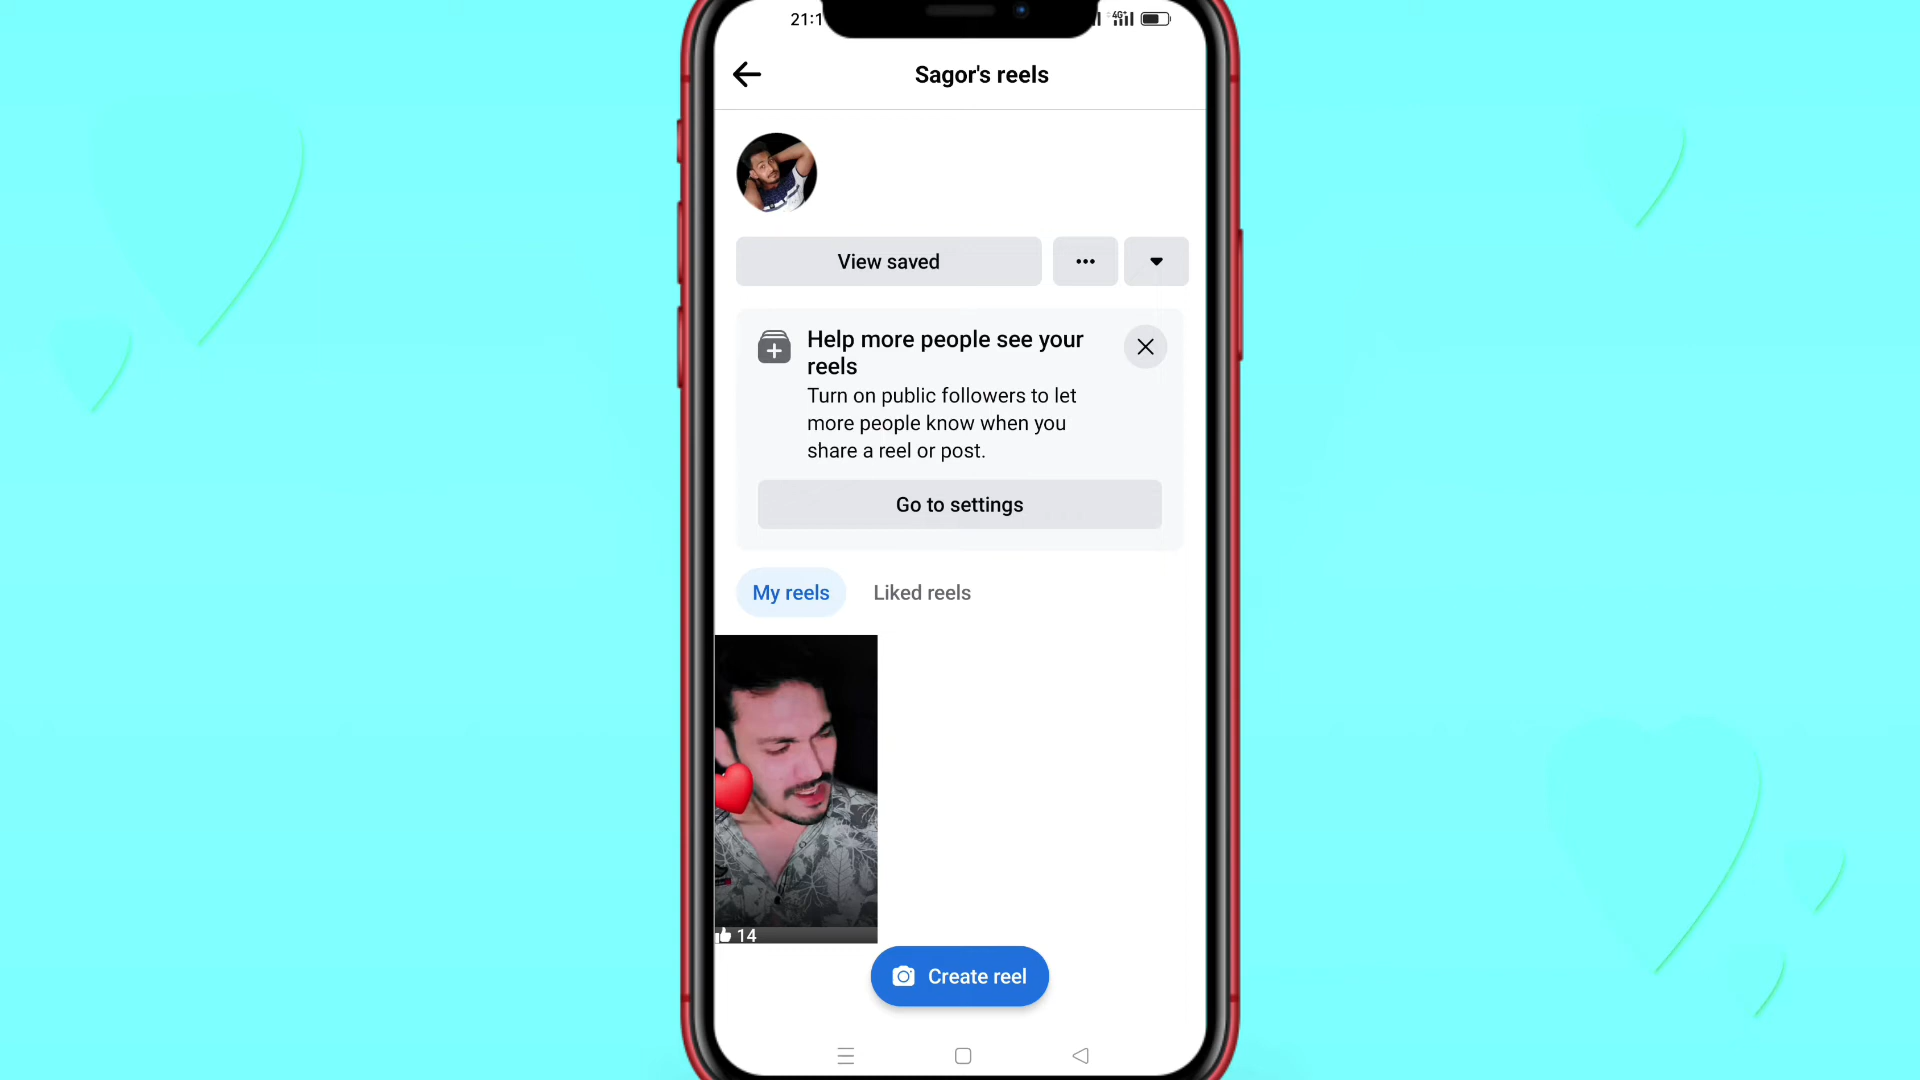 21:1
4G+
Sagor's reels
View saved
Help more people see your
reels
Turn on public followers to let
more people know when you
share a reel or post.
Go to settings
My reels
Liked reels
14
Create reel